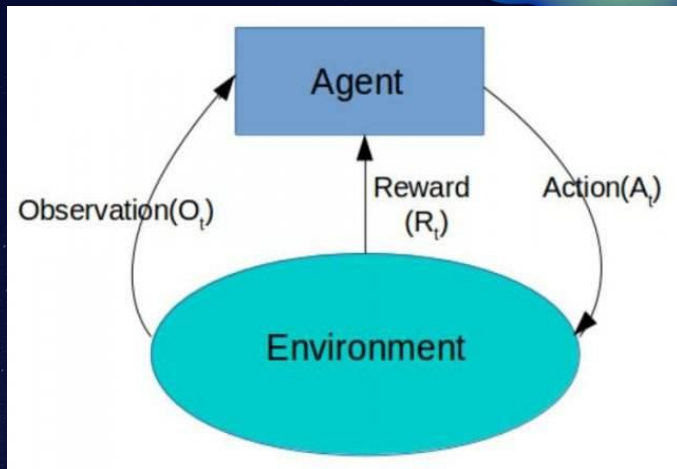 Agent
Observation(Oₜ)
Reward
(Rₜ)
Action(Aₜ)
Environment